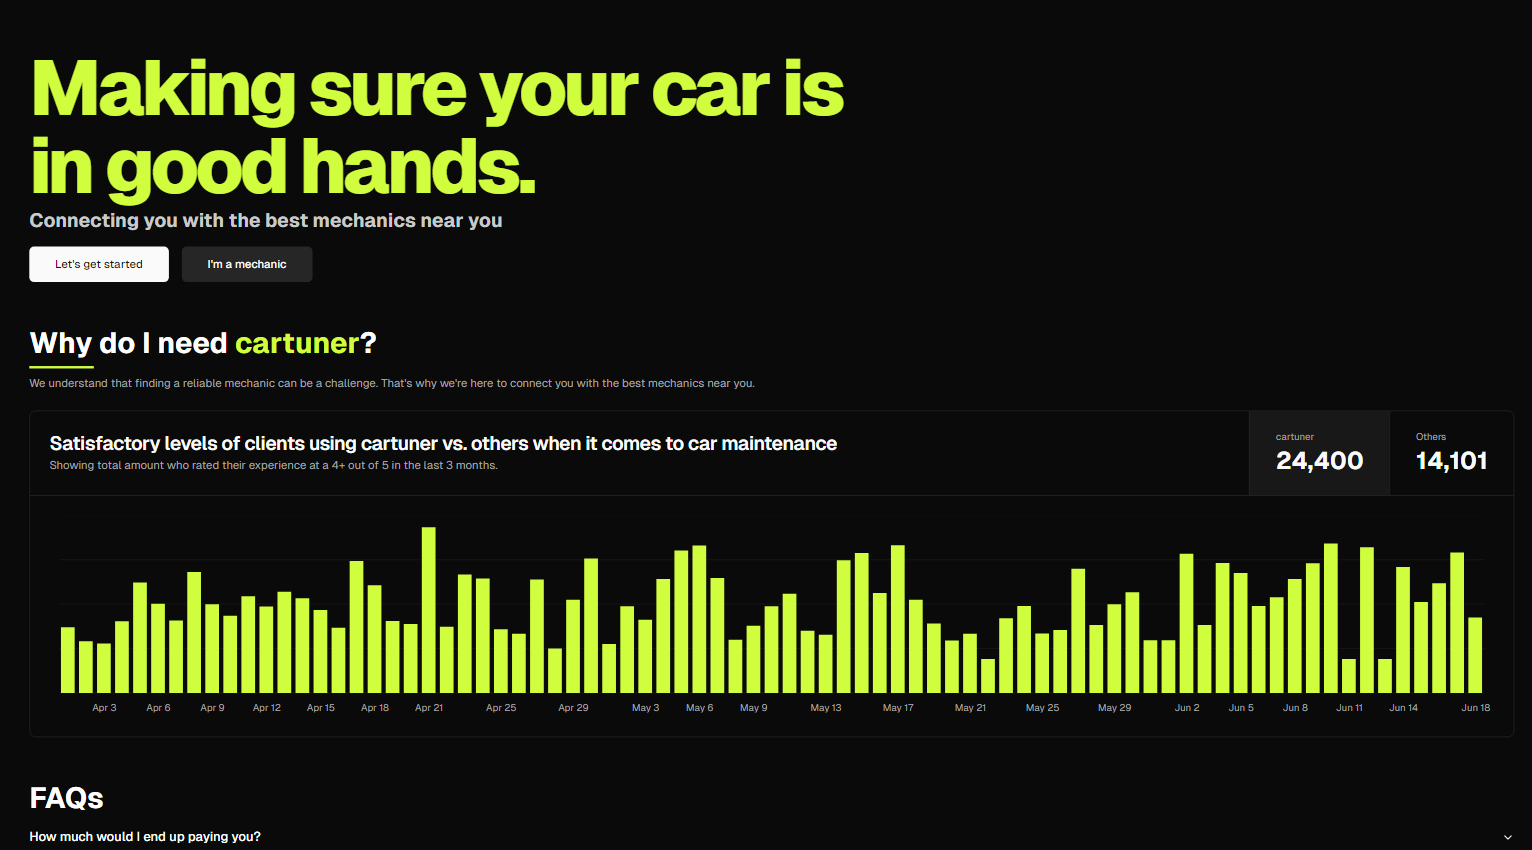 Making sure your car is
in good hands.
Connecting you with the best mechanics near you
Let's get started
I'm a mechanic
Why do I need cartuner?
We understand that finding a reliable mechanic can be a challenge. That's why we're here to connect you with the best mechanics near you.
Satisfactory levels of clients using cartuner vs. others when it comes to car maintenance
Showing total amount who rated their experience at a 4+ out of 5 in the last 3 months.
cartuner
24,400
Others
14,101
Apr 3 Apr 6 Apr 9 Apr 12 Apr 15 Apr 18 Apr 21 Apr 25 Apr 29 May 3 May 6 May 9 May 13 May 17 May 21 May 25 May 29 Jun 2 Jun 5 Jun 8 Jun 11 Jun 14 Jun 18
FAQs
How much would I end up paying you?